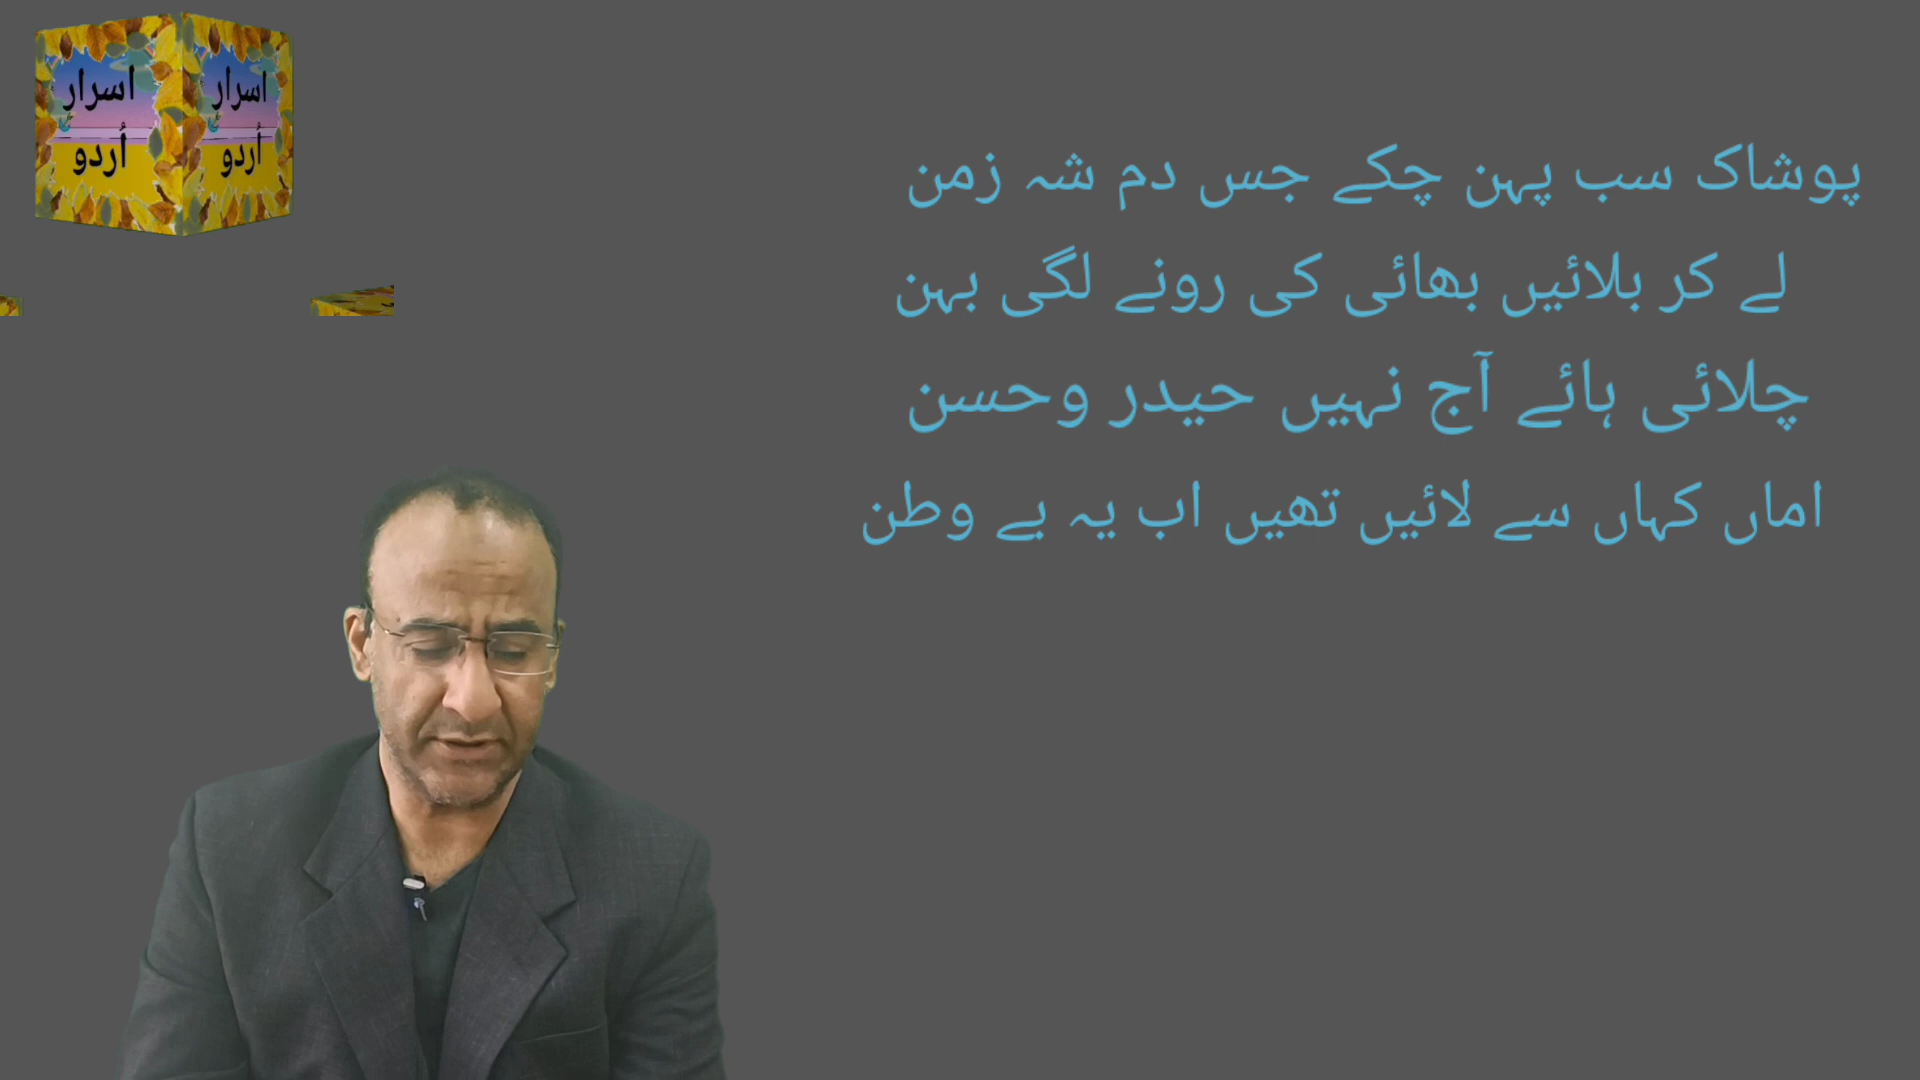 اسرار
اُردو
اسرار
اُردو
پوشاک سب پہن چکے جس دم شہ زمن
لے کر بلائیں بھائی کی رونے لگی بہن
چلائی ہائے آج نہیں حیدر وحسن
اماں کہاں سے لائیں تھیں اب یہ بے وطن